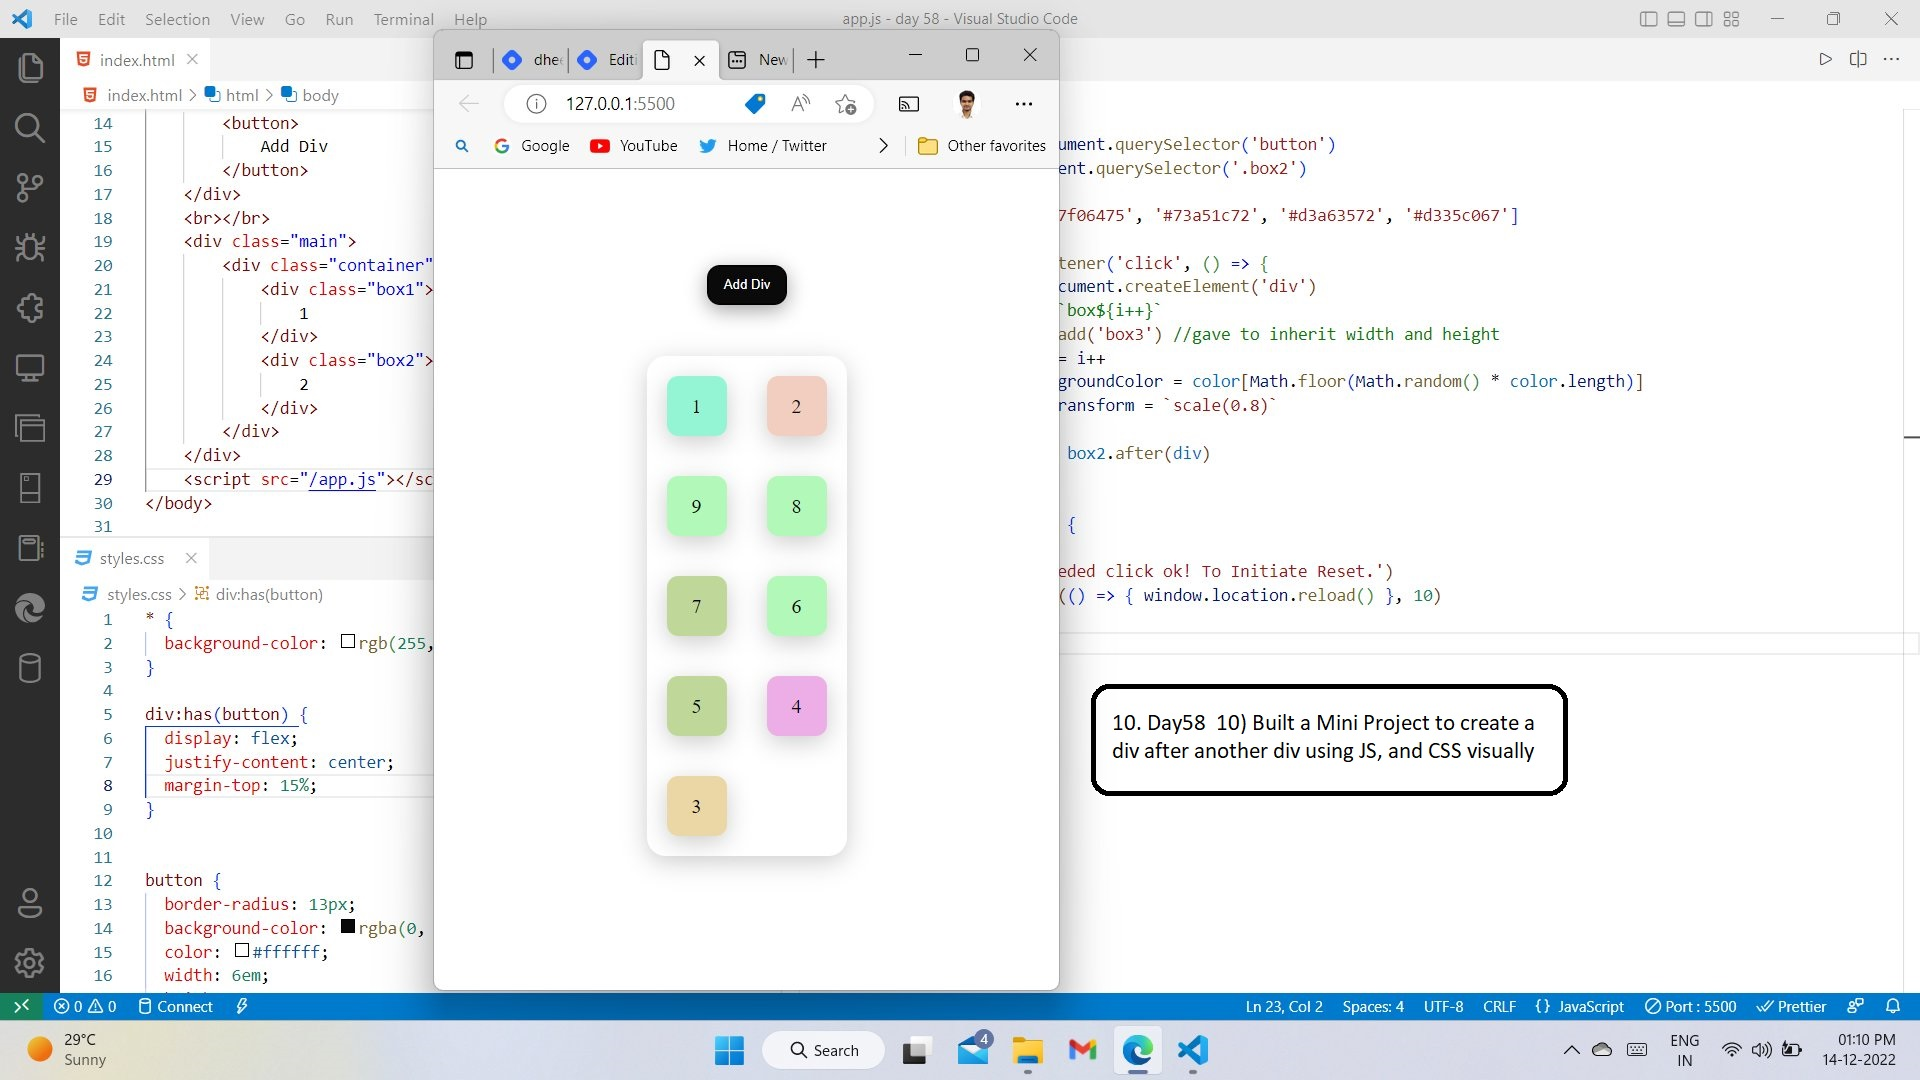 File Edit Selection View Go Run Terminal Help
app.js - day 58 - Visual Studio Code
index.html
index.html > html > body
14 <button>
15 Add Div
16 </button>
17 </div>
18 <br></br>
19 <div class="main">
20 <div class="container"
21 <div class="box1">
22 1
23 </div>
24 <div class="box2">
25 2
26 </div>
27 </div>
28 </div>
29 <script src="/app.js"></sc
30 </body>
31
styles.css
styles.css > div:has(button)
1 * {
2 background-color: rgb(255,
3 }
4
5 div:has(button) {
6 display: flex;
7 justify-content: center;
8 margin-top: 15%;
9 }
10
11
12 button {
13 border-radius: 13px;
14 background-color: rgba(0,
15 color: #ffffff;
16 width: 6em;
dhe
Editi
New
127.0.0.1:5500
Google YouTube Home / Twitter Other favorites
Add Div
1 2
9 8
7 6
5 4
3
ument.querySelector('button')
ent.querySelector('.box2')
7f06475', '#73a51c72', '#d3a63572', '#d335c067']
tener('click', () => {
cument.createElement('div')
`box${i++}`
add('box3') //gave to inherit width and height
= i++
groundColor = color[Math.floor(Math.random() * color.length)]
ransform = `scale(0.8)`
box2.after(div)
{
eded click ok! To Initiate Reset.')
(() => { window.location.reload() }, 10)
10. Day58 10) Built a Mini Project to create a
div after another div using JS, and CSS visually
0 0 Connect
Ln 23, Col 2 Spaces: 4 UTF-8 CRLF {} JavaScript Port : 5500 Prettier
29°C
Sunny
Search
4
ENG
IN
01:10 PM
14-12-2022